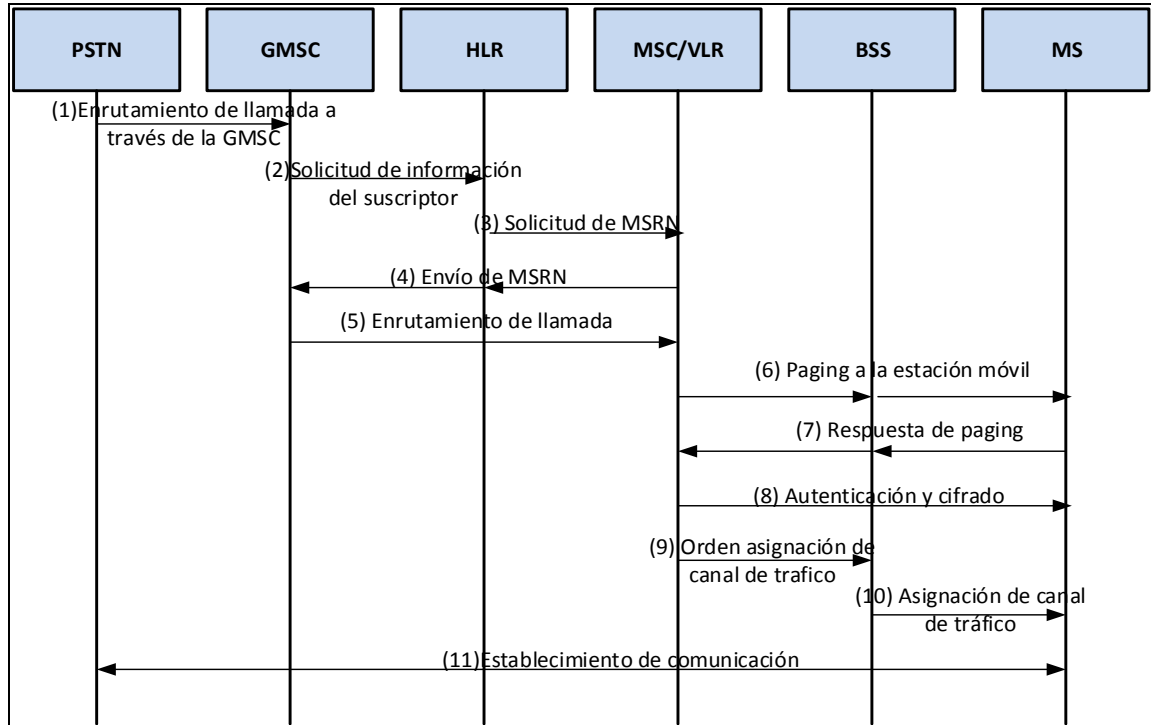 PSTN
GMSC
HLR
MSC/VLR
BSS
MS
(1)Enrutamiento de llamada a
través de la GMSC
(2)Solicitud de información
del suscriptor
(3) Solicitud de MSRN
(4) Envío de MSRN
(5) Enrutamiento de llamada
(6) Paging a la estación móvil
(7) Respuesta de paging
(8) Autenticación y cifrado
(9) Orden asignación de
canal de trafico
(10) Asignación de canal
de tráfico
(11)Establecimiento de comunicación